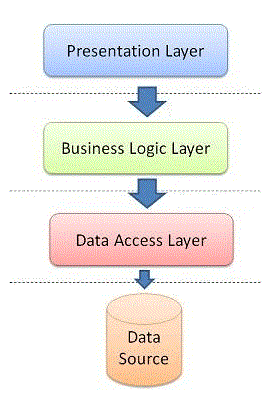 Presentation Layer
Business Logic Layer
Data Access Layer
Data
Source